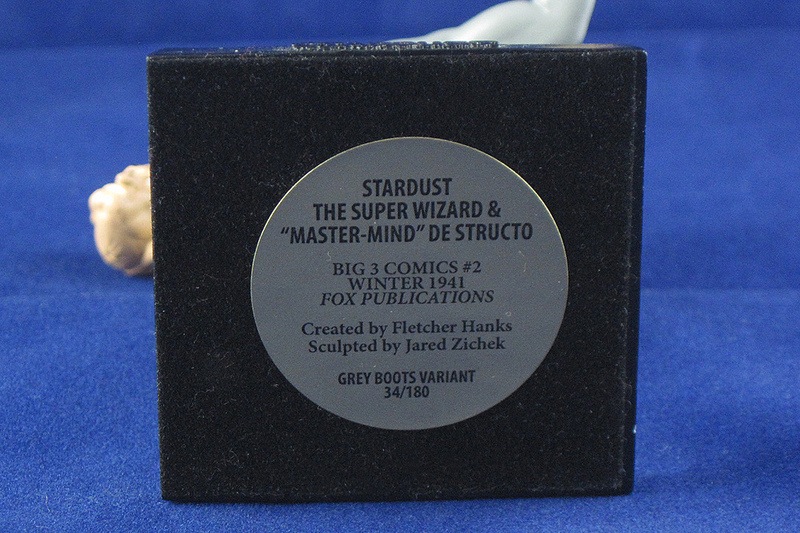 STARDUST
THE SUPER WIZARD &
“MASTER-MIND” DE STRUCTO
BIG 3 COMICS #2
WINTER 1941
FOX PUBLICATIONS
Created by Fletcher Hanks
Sculpted by Jared Zichek
GREY BOOTS VARIANT
34/180